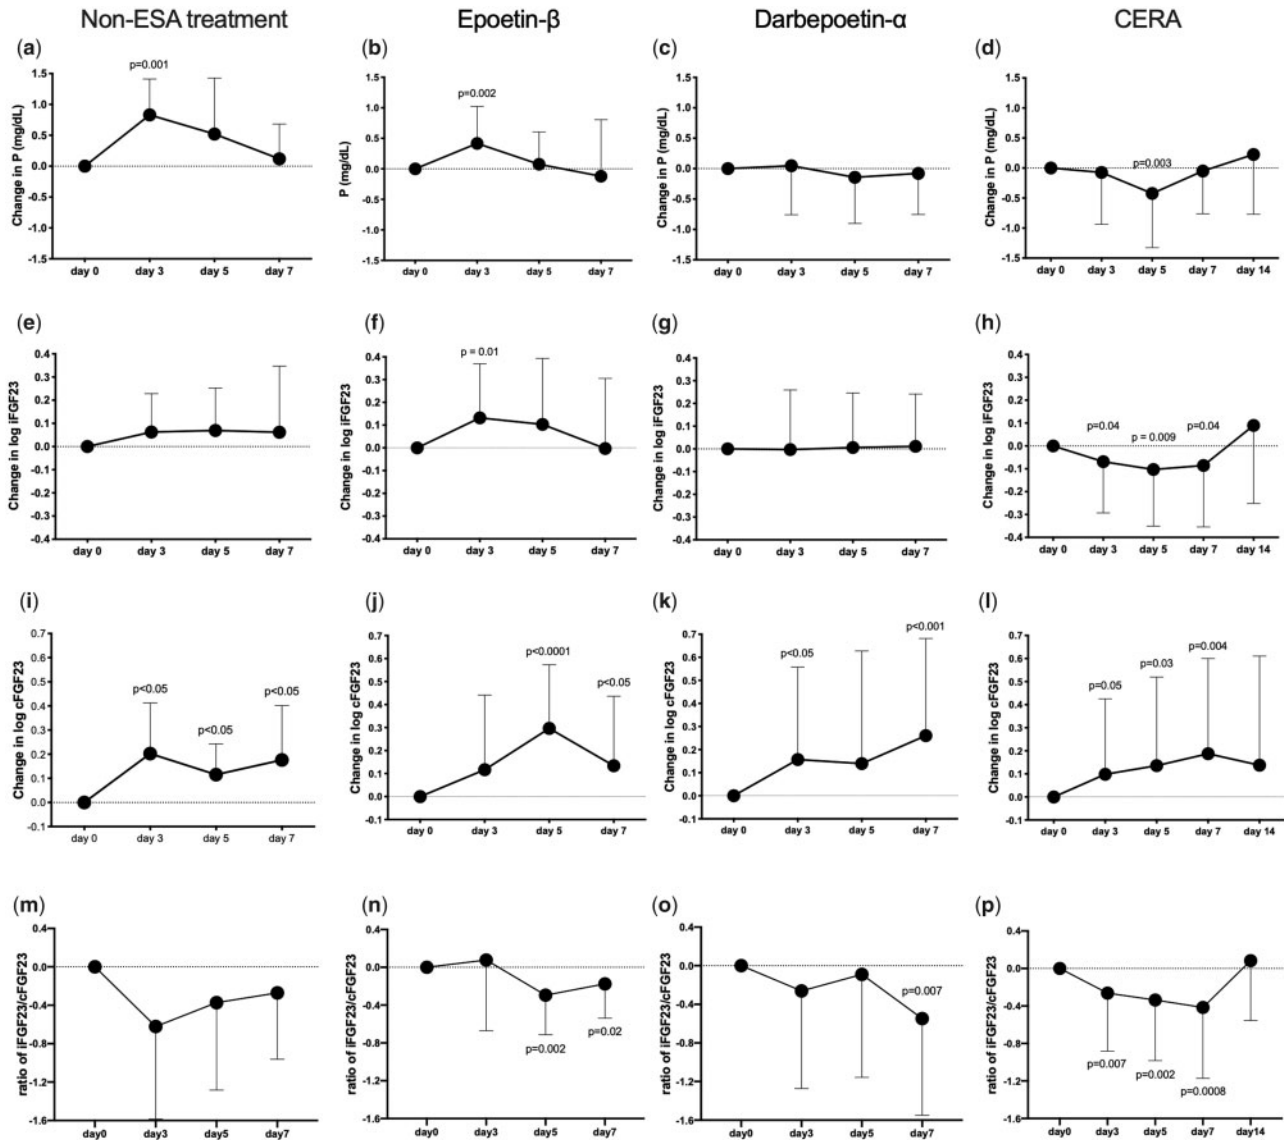 Non-ESA treatment
Epoetin-β
Darbepoetin-α
CERA
(a)
p=0.001
1.5
1.0
0.5
0.0
-0.5
-1.0
-1.5
Change in P (mg/dL)
day 0
day 3
day 5
day 7
(b)
p=0.002
1.5
1.0
0.5
0.0
-0.5
-1.0
-1.5
P (mg/dL)
day 0
day 3
day 5
day 7
(c)
1.5
1.0
0.5
0.0
-0.5
-1.0
-1.5
Change in P (mg/dL)
day 0
day 3
day 5
day 7
(d)
p=0.003
1.5
1.0
0.5
0.0
-0.5
-1.0
-1.5
Change in P (mg/dL)
day 0
day 3
day 5
day 7
day 14
(e)
0.4
0.3
0.2
0.1
0.0
-0.1
-0.2
-0.3
-0.4
Change in log iFGF23
day 0
day 3
day 5
day 7
(f)
p = 0.01
0.4
0.3
0.2
0.1
0.0
-0.1
-0.2
-0.3
-0.4
Change in log iFGF23
day 0
day 3
day 5
day 7
(g)
0.4
0.3
0.2
0.1
0.0
-0.1
-0.2
-0.3
-0.4
Change in log iFGF23
day 0
day 3
day 5
day 7
(h)
p=0.04
p = 0.009
p=0.04
0.4
0.3
0.2
0.1
0.0
-0.1
-0.2
-0.3
-0.4
Change in log iFGF23
day 0
day 3
day 5
day 7
day 14
(i)
p<0.05
p<0.05
p<0.05
0.7
0.6
0.5
0.4
0.3
0.2
0.1
0.0
-0.1
Change in log cFGF23
day 0
day 3
day 5
day 7
(j)
p<0.0001
p<0.05
0.7
0.6
0.5
0.4
0.3
0.2
0.1
0.0
-0.1
Change in log cFGF23
day 0
day 3
day 5
day 7
(k)
p<0.05
p<0.001
0.7
0.6
0.5
0.4
0.3
0.2
0.1
0.0
-0.1
Change in log cFGF23
day 0
day 3
day 5
day 7
(l)
p=0.05
p=0.03
p=0.004
0.7
0.6
0.5
0.4
0.3
0.2
0.1
0.0
-0.1
Change in log cFGF23
day 0
day 3
day 5
day 7
day 14
(m)
0.4
0.0
-0.4
-0.8
-1.2
-1.6
ratio of iFGF23/cFGF23
day0
day3
day5
day7
(n)
0.4
0.0
-0.4
-0.8
-1.2
-1.6
ratio of iFGF23/cFGF23
p=0.002
p=0.02
day0
day3
day5
day7
(o)
p=0.007
0.4
0.0
-0.4
-0.8
-1.2
-1.6
ratio of iFGF23/cFGF23
day0
day3
day5
day7
(p)
0.4
0.0
-0.4
-0.8
-1.2
-1.6
ratio of iFGF23/cFGF23
p=0.007
p=0.002
p=0.0008
day0
day3
day5
day7
day14